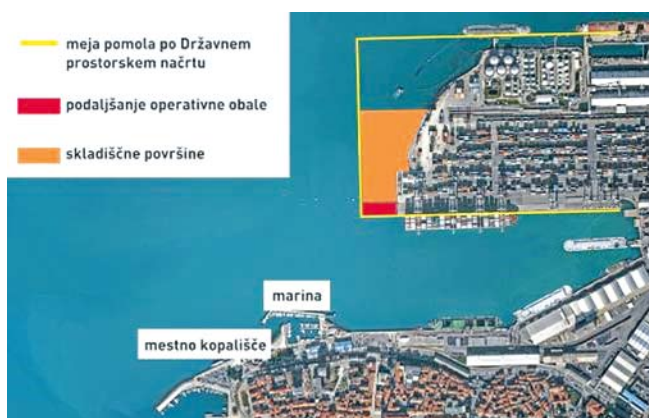 meja pomola po Državnem
prostorskem načrtu
podaljšanje operativne obale
skladiščne površine
marina
mestno kopališče